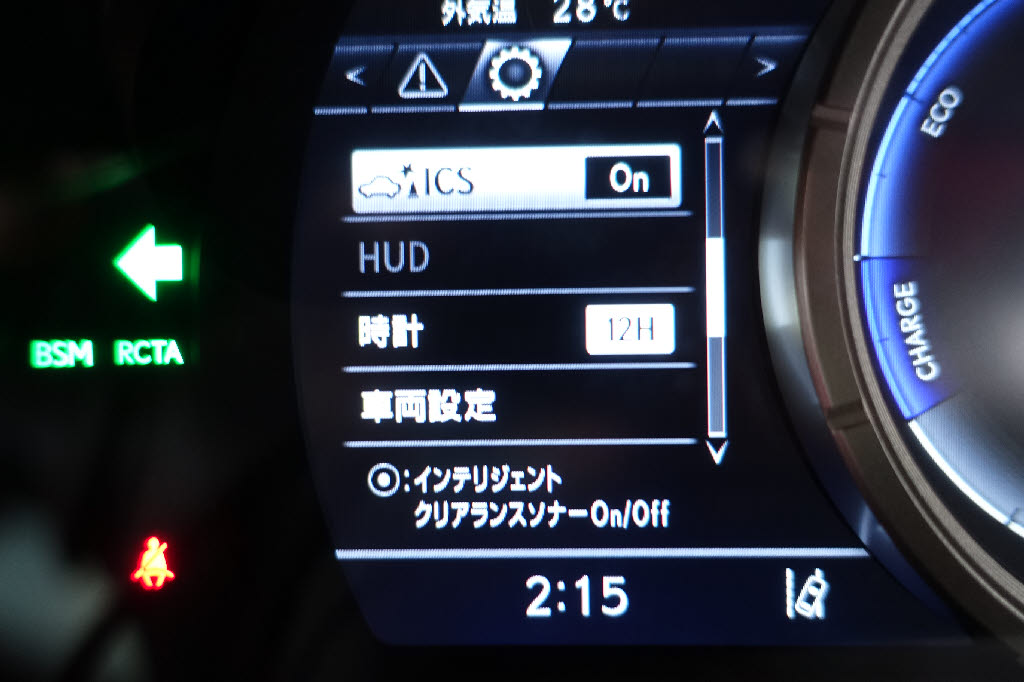 外気温 28℃
< >
ICS On
HUD
時計 12H
車両設定
◉:インテリジェント
クリアランスソナーOn/Off
2:15
BSM RCTA
ECO
CHARGE